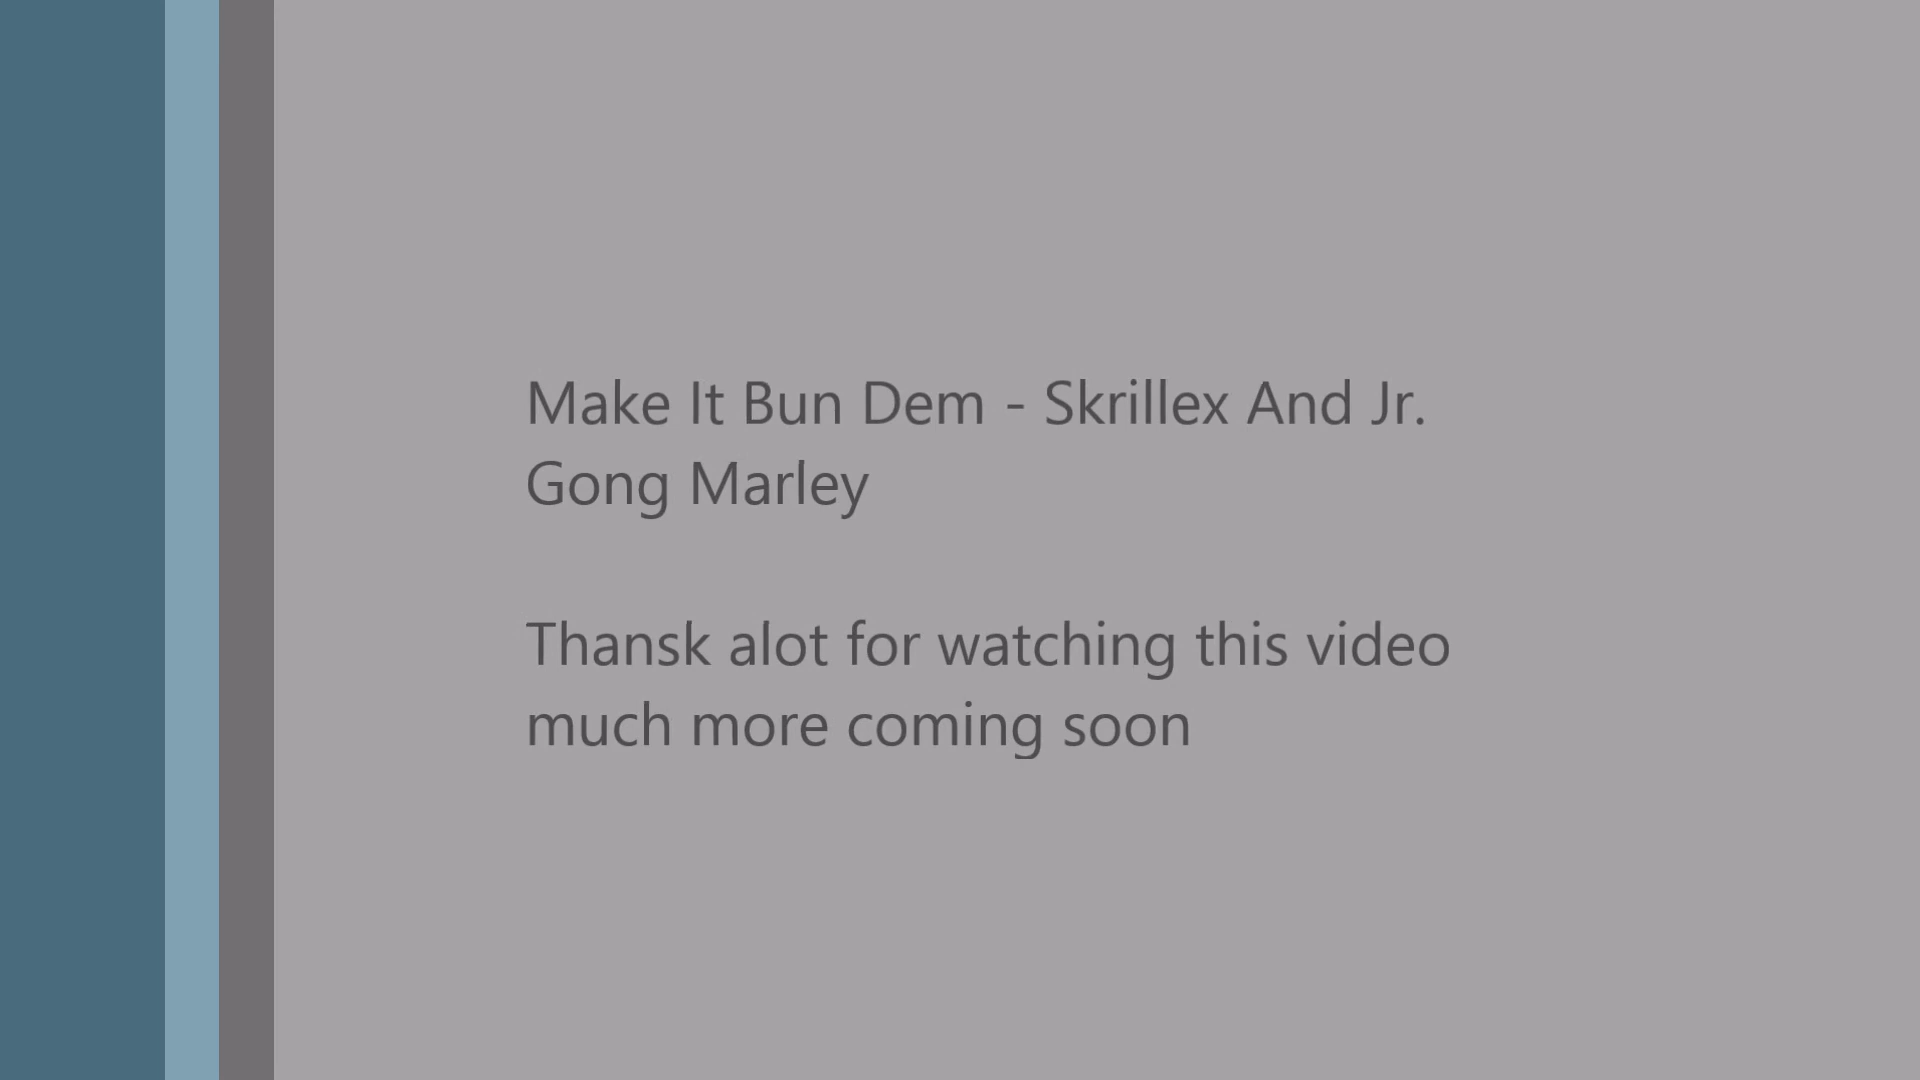 Make It Bun Dem - Skrillex And Jr.
Gong Marley
Thansk alot for watching this video
much more coming soon